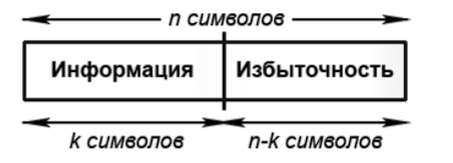 n символов
Информация Избыточность
k символов n-k символов